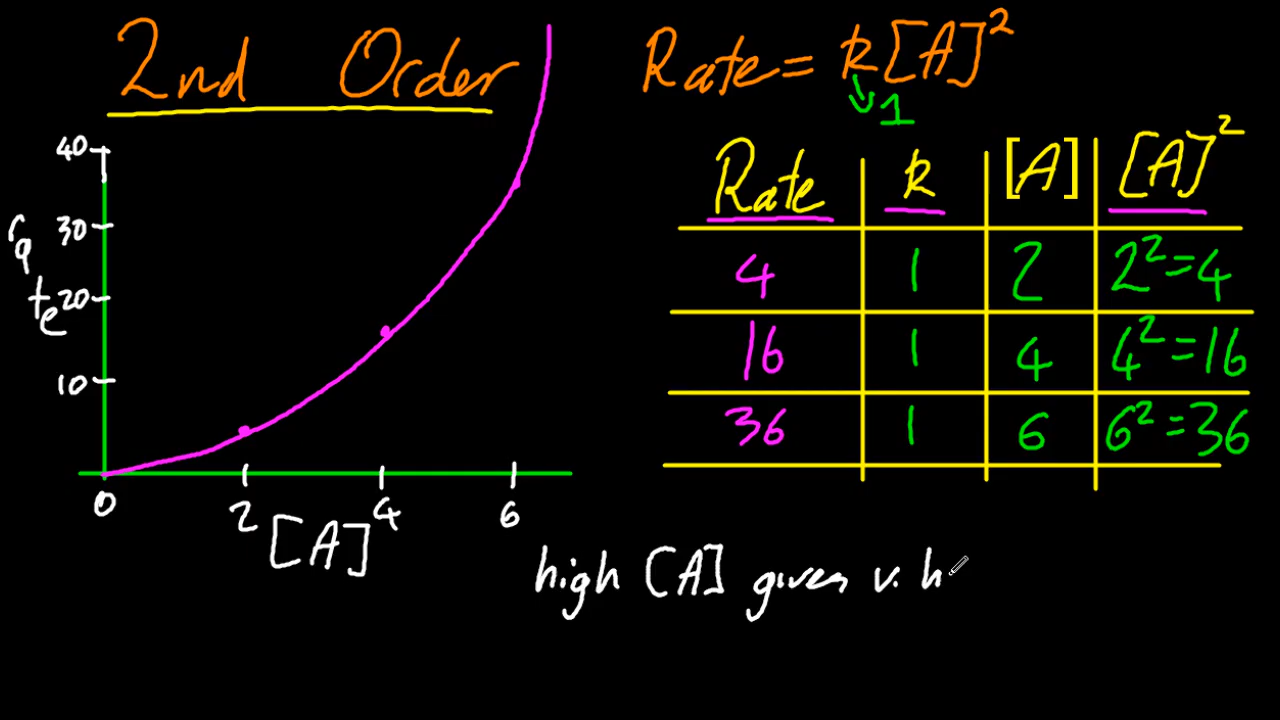 2nd Order
Rate = k[A]²
1
40
30
20
10
rate
0
2
4
6
[A]
Rate k [A] [A]²
4 1 2 2²=4
16 1 4 4²=16
36 1 6 6²=36
high [A] gives v. h